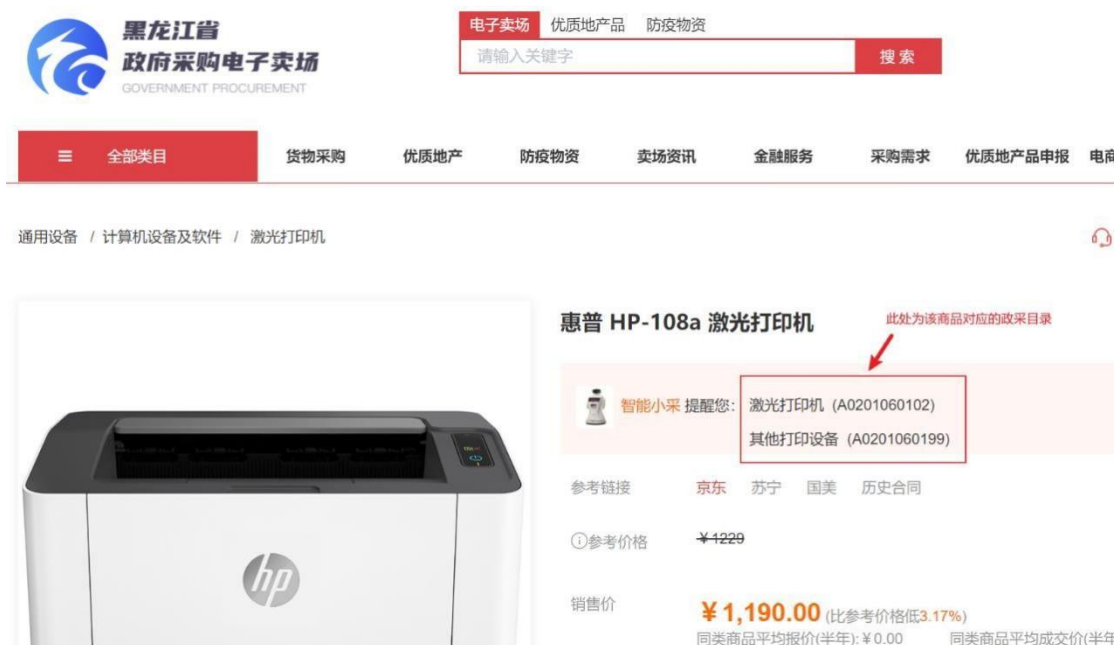 黑龙江省
政府采购电子卖场
GOVERNMENT PROCUREMENT
电子卖场 优质地产品 防疫物资
请输入关键字 搜索
全部类目 货物采购 优质地产 防疫物资 卖场资讯 金融服务 采购需求 优质地产品申报 电商
通用设备 / 计算机设备及软件 / 激光打印机
惠普 HP-108a 激光打印机
此处为该商品对应的政采目录
智能小采 提醒您: 激光打印机 (A0201060102)
其他打印设备 (A0201060199)
参考链接 京东 苏宁 国美 历史合同
参考价格 ¥1229
销售价 ¥1,190.00 (比参考价格低3.17%)
同类商品平均报价(半年): ¥0.00 同类商品平均成交价(半年
hp